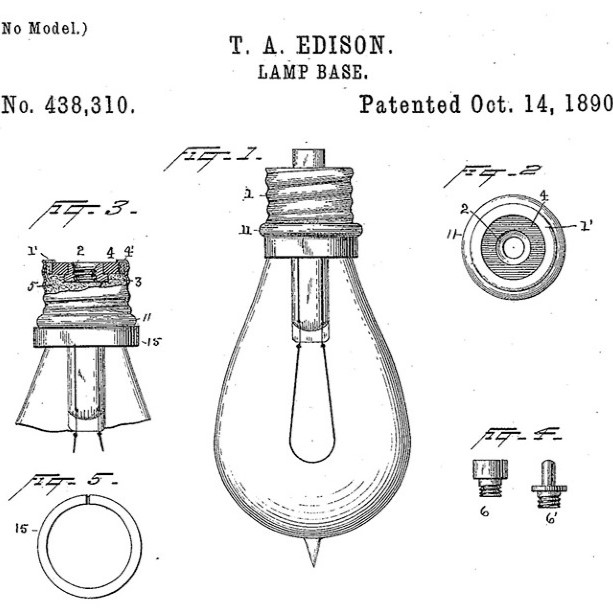 No Model.)
T. A. EDISON.
LAMP BASE.
No. 438,310.
Patented Oct. 14, 1890
Fig. 1.
Fig. 2
Fig. 3.
1
11
2
4
11
1'
1'
2
4
4'
5
3
11
15
Fig. 4.
6
6'
Fig. 5.
15